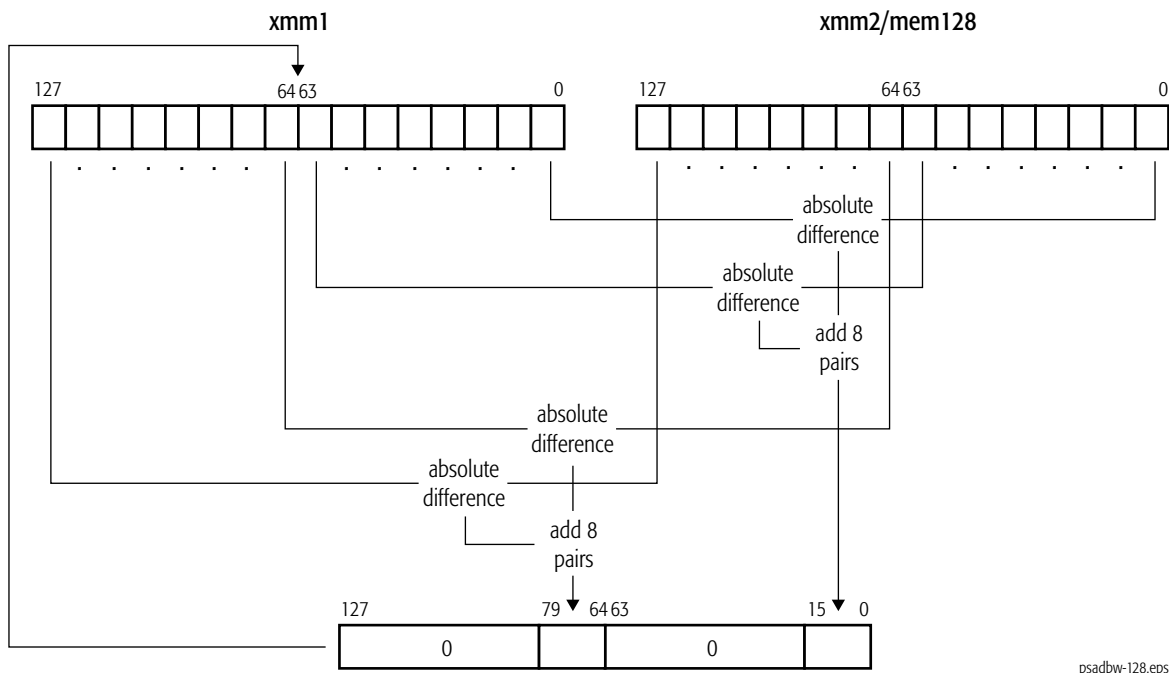 xmm1
xmm2/mem128
127
64 63
0
127
64 63
0
. . . . . .
. . . . . .
. . . . . .
. . . . . .
absolute
difference
absolute
difference
add 8
pairs
absolute
difference
absolute
difference
add 8
pairs
127
79
64 63
15
0
0
0
psadbw-128.eps